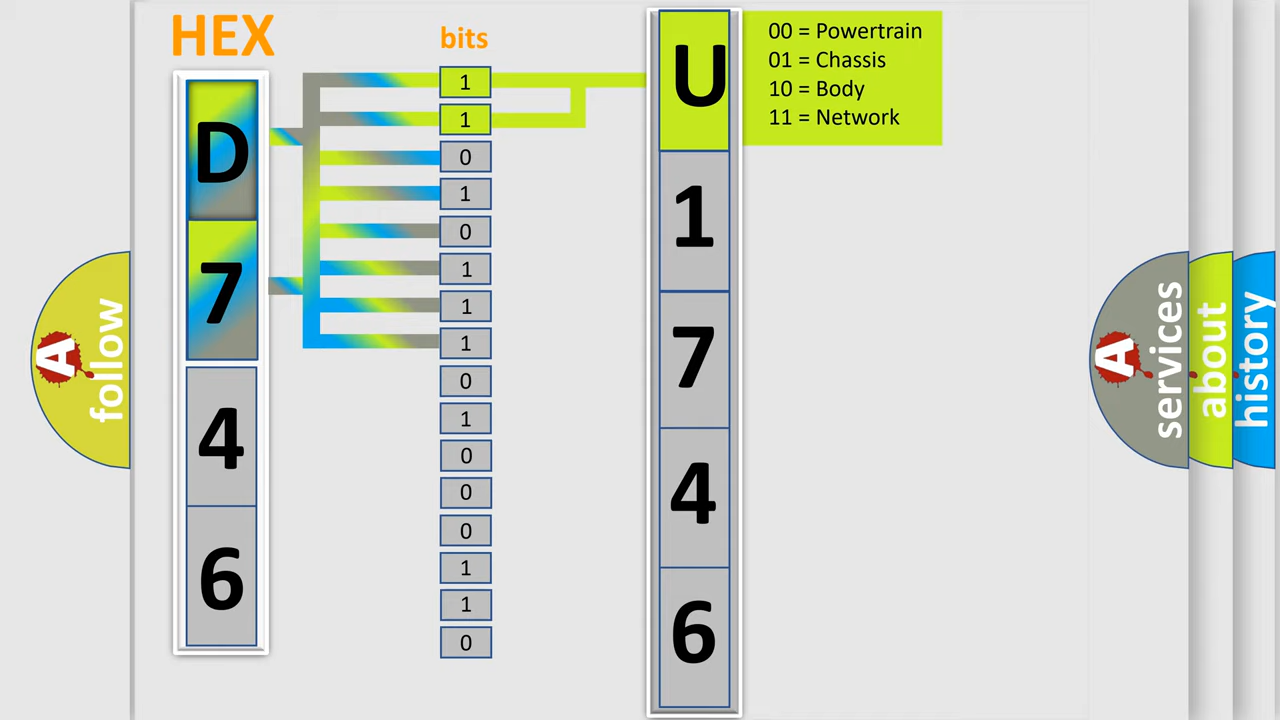 HEX
D
7
4
6
bits
1
1
0
1
0
1
1
1
0
1
0
0
0
1
1
0
U
1
7
4
6
00 = Powertrain
01 = Chassis
10 = Body
11 = Network
A
follow
A
services
about
history